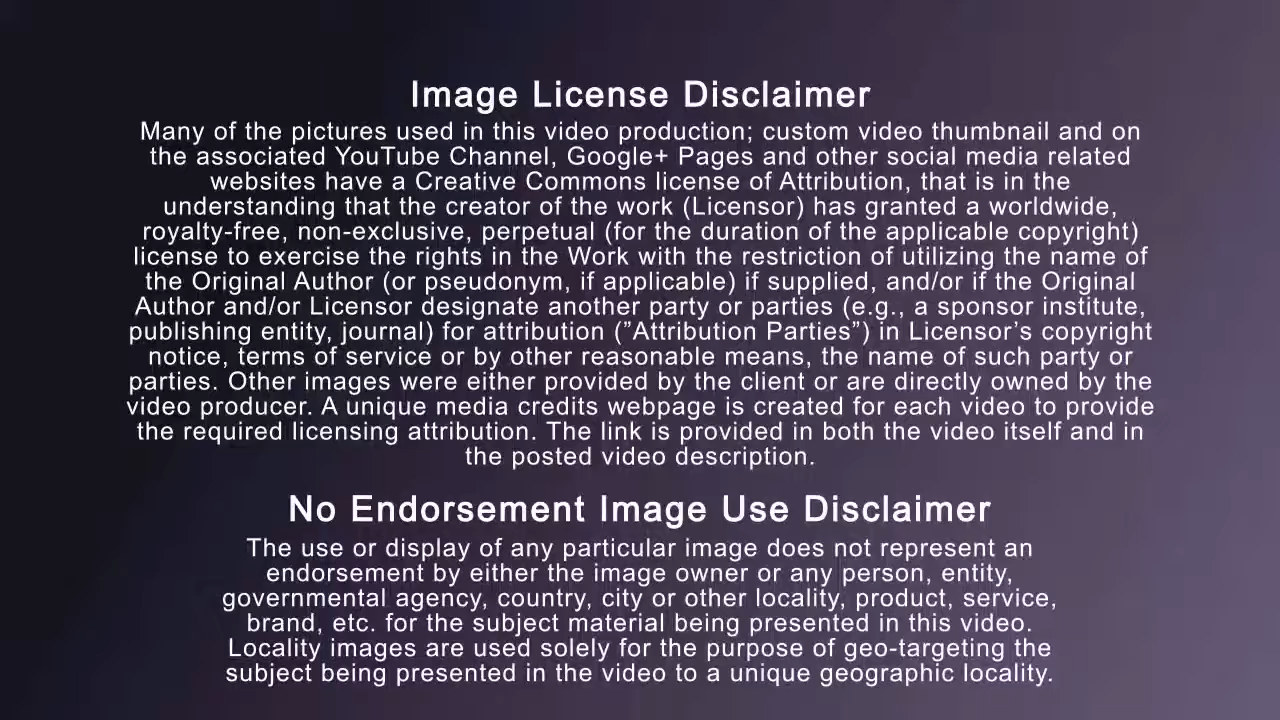 Image License Disclaimer
Many of the pictures used in this video production; custom video thumbnail and on
the associated YouTube Channel, Google+ Pages and other social media related
websites have a Creative Commons license of Attribution, that is in the
understanding that the creator of the work (Licensor) has granted a worldwide,
royalty-free, non-exclusive, perpetual (for the duration of the applicable copyright)
license to exercise the rights in the Work with the restriction of utilizing the name of
the Original Author (or pseudonym, if applicable) if supplied, and/or if the Original
Author and/or Licensor designate another party or parties (e.g., a sponsor institute,
publishing entity, journal) for attribution (”Attribution Parties”) in Licensor’s copyright
notice, terms of service or by other reasonable means, the name of such party or
parties. Other images were either provided by the client or are directly owned by the
video producer. A unique media credits webpage is created for each video to provide
the required licensing attribution. The link is provided in both the video itself and in
the posted video description.
No Endorsement Image Use Disclaimer
The use or display of any particular image does not represent an
endorsement by either the image owner or any person, entity,
governmental agency, country, city or other locality, product, service,
brand, etc. for the subject material being presented in this video.
Locality images are used solely for the purpose of geo-targeting the
subject being presented in the video to a unique geographic locality.